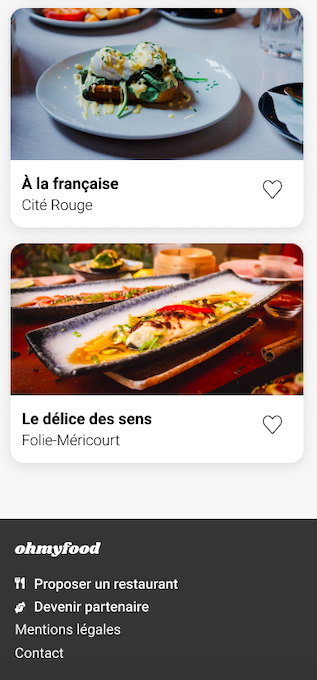 À la française
Cité Rouge
Le délice des sens
Folie-Méricourt
ohmyfood
Proposer un restaurant
Devenir partenaire
Mentions légales
Contact